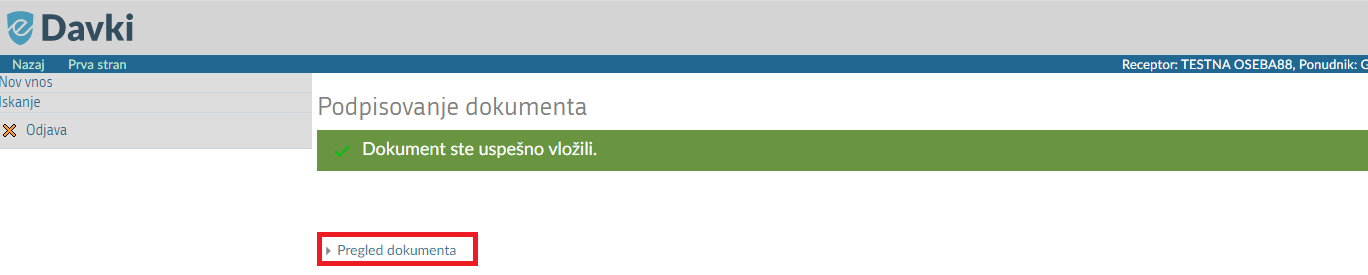 Davki
Nazaj Prva stran
Receptor: TESTNA OSEBA88, Ponudnik: G
Nov vnos
Iskanje
Odjava
Podpisovanje dokumenta
Dokument ste uspešno vložili.
Pregled dokumenta